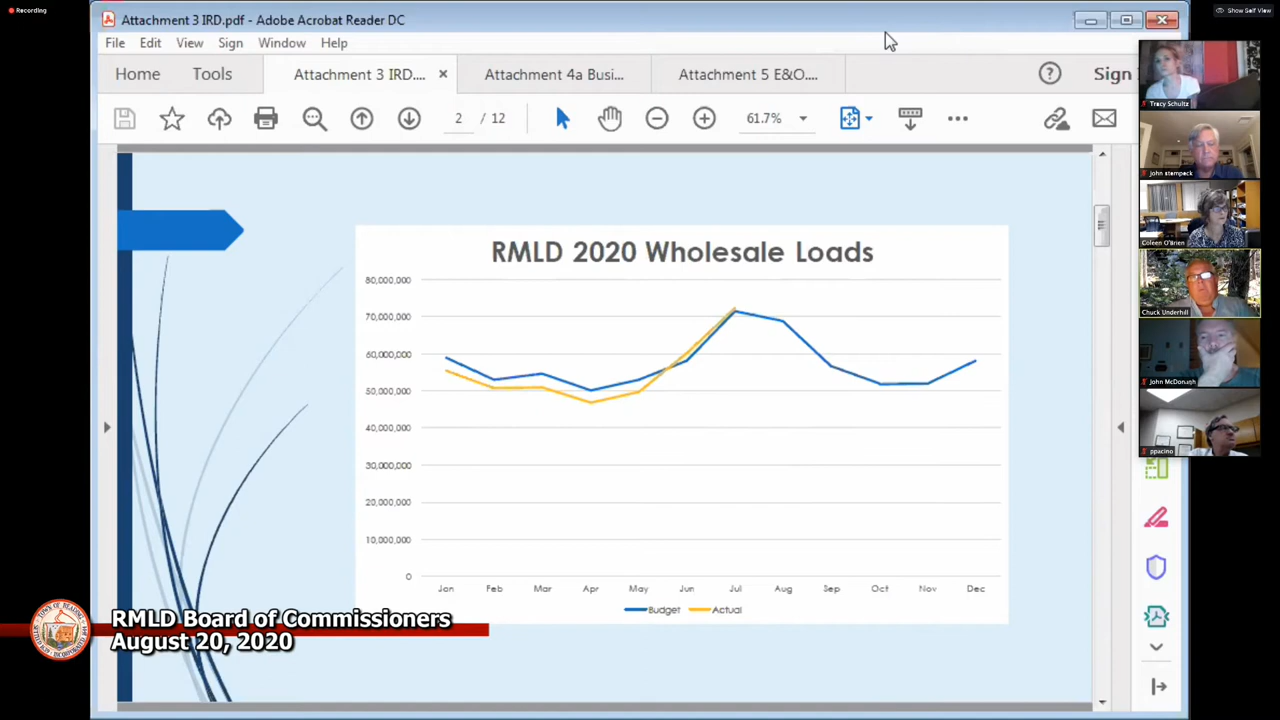 Recording
Show Self View
Attachment 3 IRD.pdf - Adobe Acrobat Reader DC
File Edit View Sign Window Help
Home Tools Attachment 3 IRD.... × Attachment 4a Busi... Attachment 5 E&O.... ? Sign
2 / 12 61.7%
RMLD 2020 Wholesale Loads
80,000,000
70,000,000
60,000,000
50,000,000
40,000,000
30,000,000
20,000,000
10,000,000
0
Jan Feb Mar Apr May Jun Jul Aug Sep Oct Nov Dec
Budget Actual
Tracy Schultz
john stempeck
Coleen O'Brien
Chuck Underhill
John McDonagh
ppacino
RMLD Board of Commissioners
August 20, 2020